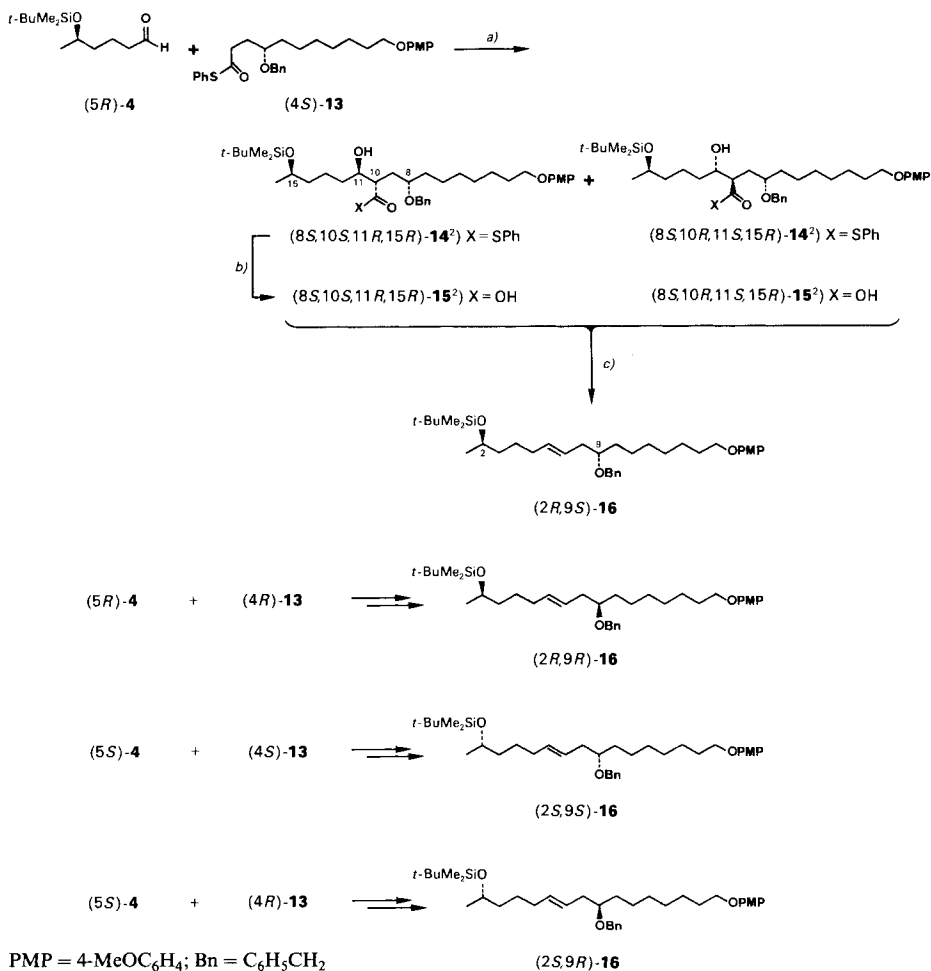 t-BuMe2SiO O
H + PhS O OBn OPMP a)
(5R)-4 (4S)-13
t-BuMe2SiO OH t-BuMe2SiO OH
15 11 10 8 OPMP + OPMP
X O OBn X O OBn
(8S,10S,11R,15R)-14²) X = SPh (8S,10R,11S,15R)-14²) X = SPh
b)
(8S,10S,11R,15R)-15²) X = OH (8S,10R,11S,15R)-15²) X = OH
c)
t-BuMe2SiO
2 9 OPMP
OBn
(2R,9S)-16
t-BuMe2SiO
(5R)-4 + (4R)-13 OPMP
OBn
(2R,9R)-16
t-BuMe2SiO
(5S)-4 + (4S)-13 OPMP
OBn
(2S,9S)-16
t-BuMe2SiO
(5S)-4 + (4R)-13 OPMP
OBn
PMP = 4-MeOC6H4; Bn = C6H5CH2 (2S,9R)-16